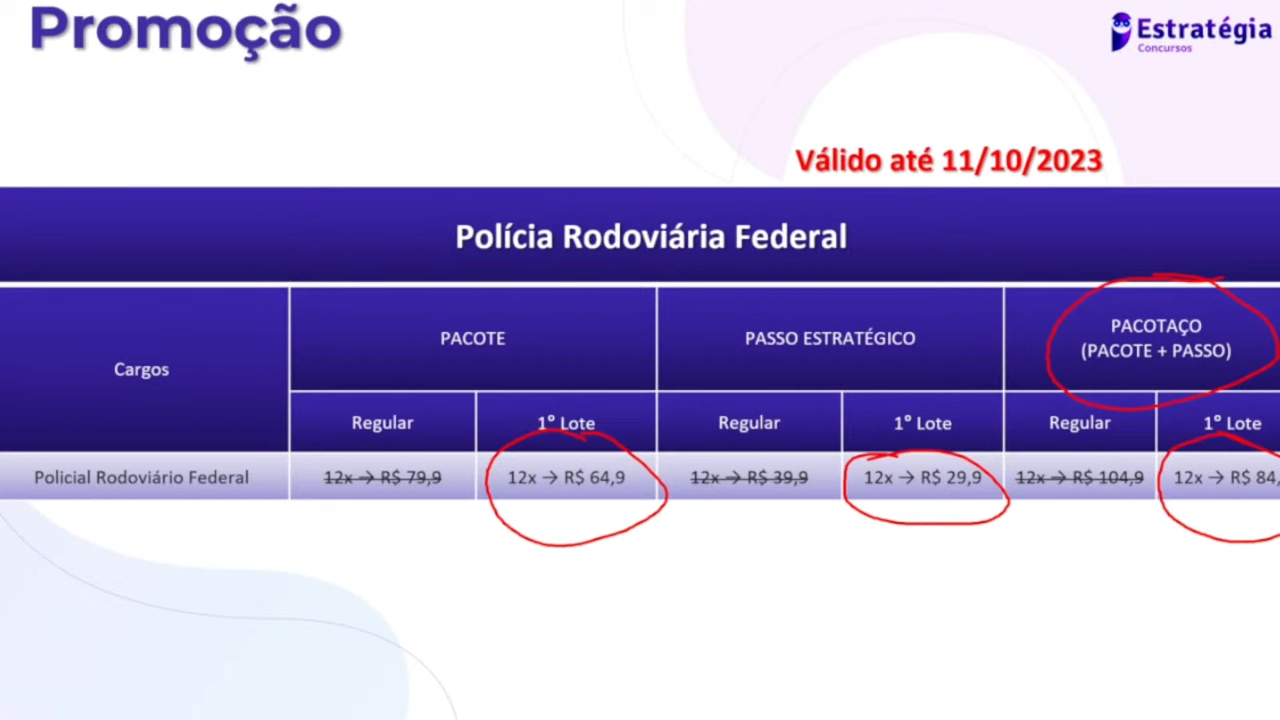 Promoção
Estratégia
Concursos
Válido até 11/10/2023
Polícia Rodoviária Federal
Cargos
PACOTE
PASSO ESTRATÉGICO
PACOTAÇO
(PACOTE + PASSO)
Regular
1º Lote
Regular
1º Lote
Regular
1º Lote
Policial Rodoviário Federal
12x → R$ 79,9
12x → R$ 64,9
12x → R$ 39,9
12x → R$ 29,9
12x → R$ 104,9
12x → R$ 84,